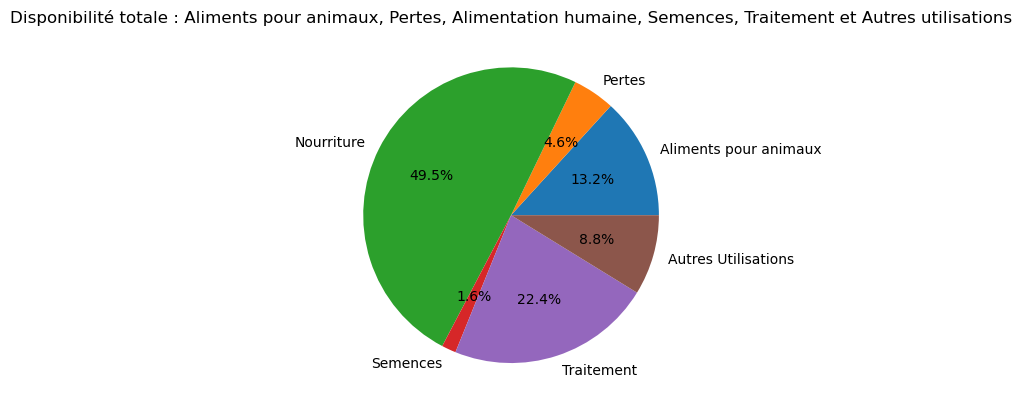 Disponibilité totale : Aliments pour animaux, Pertes, Alimentation humaine, Semences, Traitement et Autres utilisations
Pertes
Nourriture
4.6%
Aliments pour animaux
49.5%
13.2%
8.8%
Autres Utilisations
1.6%
22.4%
Semences
Traitement